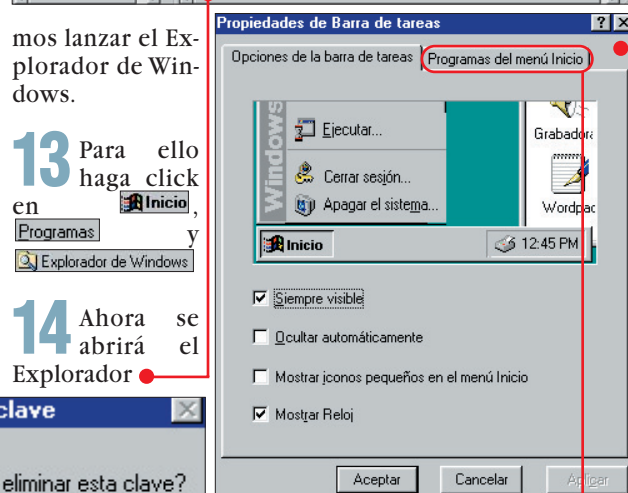 mos lanzar el Ex-
plorador de Win-
dows.
13 Para ello
haga click
en Inicio,
Programas y
Explorador de Windows
14 Ahora se
abrirá el
Explorador
clave
eliminar esta clave?
Propiedades de Barra de tareas
Opciones de la barra de tareas Programas del menú Inicio
Windows
Ejecutar...
Cerrar sesión...
Apagar el sistema...
Grabadora
Wordpad
Inicio 12:45 PM
Siempre visible
Ocultar automáticamente
Mostrar iconos pequeños en el menú Inicio
Mostrar Reloj
Aceptar Cancelar Aplicar